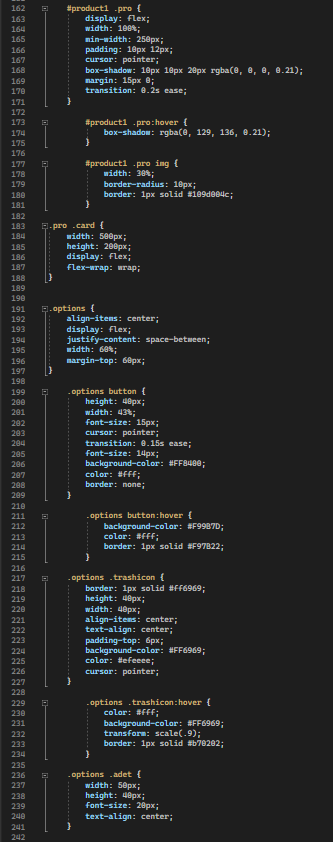 162 #product1 .pro {
163 display: flex;
164 width: 100%;
165 min-width: 250px;
166 padding: 10px 12px;
167 cursor: pointer;
168 box-shadow: 10px 10px 20px rgba(0, 0, 0, 0.21);
169 margin: 15px 0;
170 transition: 0.2s ease;
171 }
172
173 #product1 .pro:hover {
174 box-shadow: rgba(0, 129, 136, 0.21);
175 }
176
177 #product1 .pro img {
178 width: 30%;
179 border-radius: 10px;
180 border: 1px solid #109d004c;
181 }
182
183 .pro .card {
184 width: 500px;
185 height: 200px;
186 display: flex;
187 flex-wrap: wrap;
188 }
189
190
191 .options {
192 align-items: center;
193 display: flex;
194 justify-content: space-between;
195 width: 60%;
196 margin-top: 60px;
197 }
198
199 .options button {
200 height: 40px;
201 width: 43%;
202 font-size: 15px;
203 cursor: pointer;
204 transition: 0.15s ease;
205 font-size: 14px;
206 background-color: #FF8400;
207 color: #fff;
208 border: none;
209 }
210
211 .options button:hover {
212 background-color: #F99B7D;
213 color: #fff;
214 border: 1px solid #F97B22;
215 }
216
217 .options .trashicon {
218 border: 1px solid #ff6969;
219 height: 40px;
220 width: 40px;
221 align-items: center;
222 text-align: center;
223 padding-top: 6px;
224 background-color: #FF6969;
225 color: #efeeee;
226 cursor: pointer;
227 }
228
229 .options .trashicon:hover {
230 color: #fff;
231 background-color: #FF6969;
232 transform: scale(.9);
233 border: 1px solid #b70202;
234 }
235
236 .options .adet {
237 width: 50px;
238 height: 40px;
239 font-size: 20px;
240 text-align: center;
241 }
242